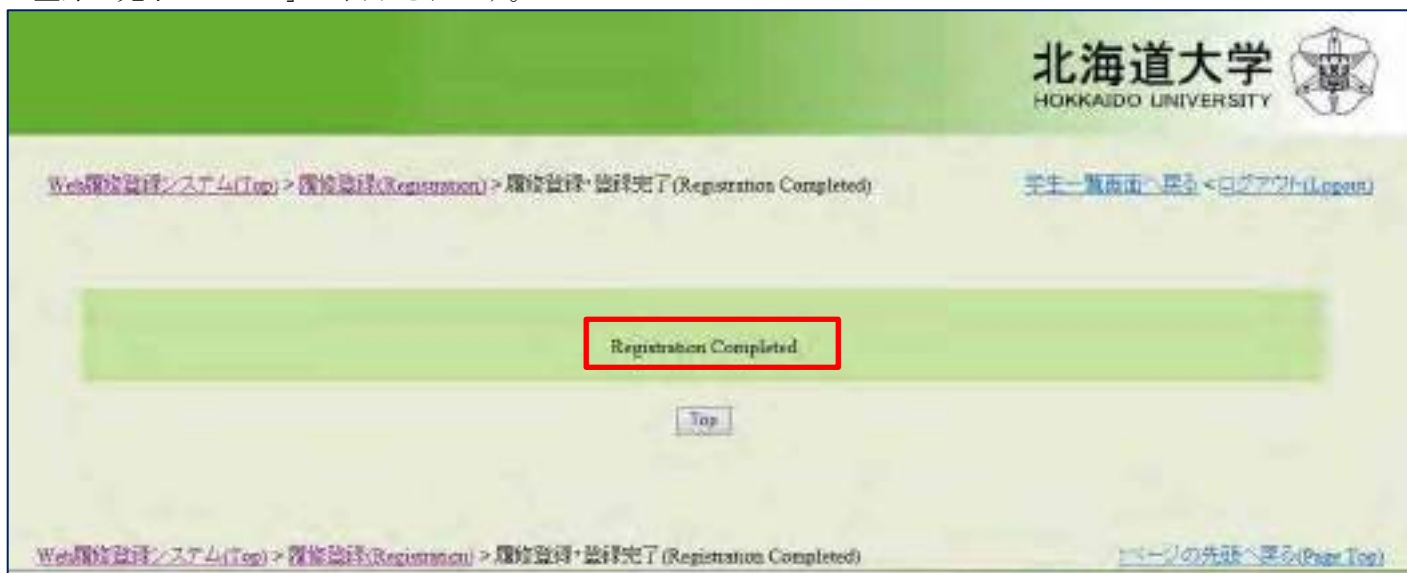 北海道大学
HOKKAIDO UNIVERSITY
Web履修登録システム(Top) > 履修登録(Registration) > 履修登録・登録完了(Registration Completed)
学生一覧画面へ戻る < ログアウト(Logout)
Registration Completed
Top
Web履修登録システム(Top) > 履修登録(Registration) > 履修登録・登録完了(Registration Completed)
ページの先頭へ戻る(Page Top)